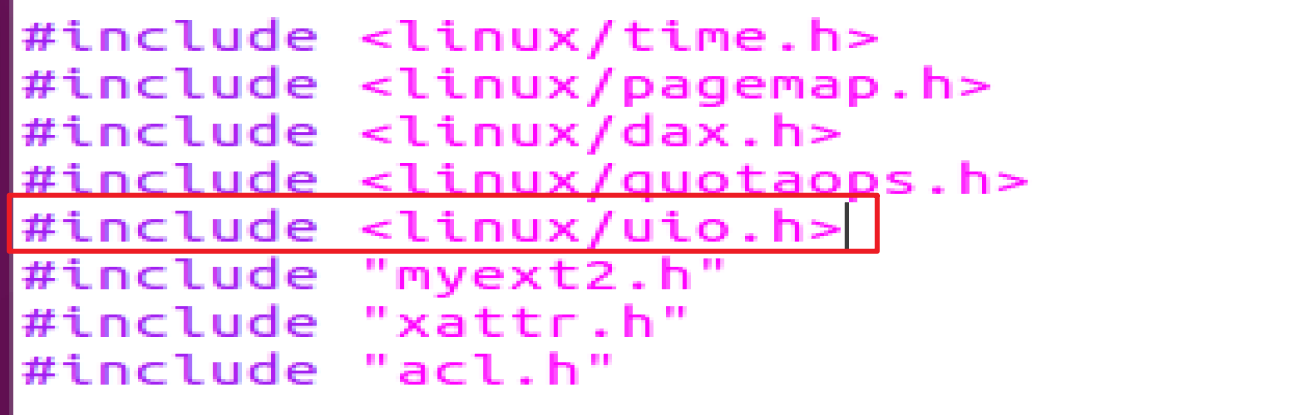 #include <linux/time.h>
#include <linux/pagemap.h>
#include <linux/dax.h>
#include <linux/quotaops.h>
#include <linux/uio.h>
#include "myext2.h"
#include "xattr.h"
#include "acl.h"